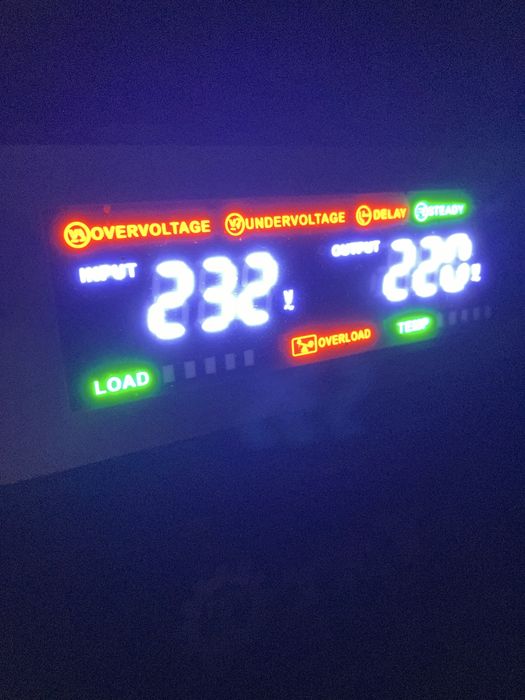 OVERVOLTAGE UNDERVOLTAGE DELAY STEADY
INPUT 232 V~ OUTPUT 220 V~
LOAD OVERLOAD TEMP